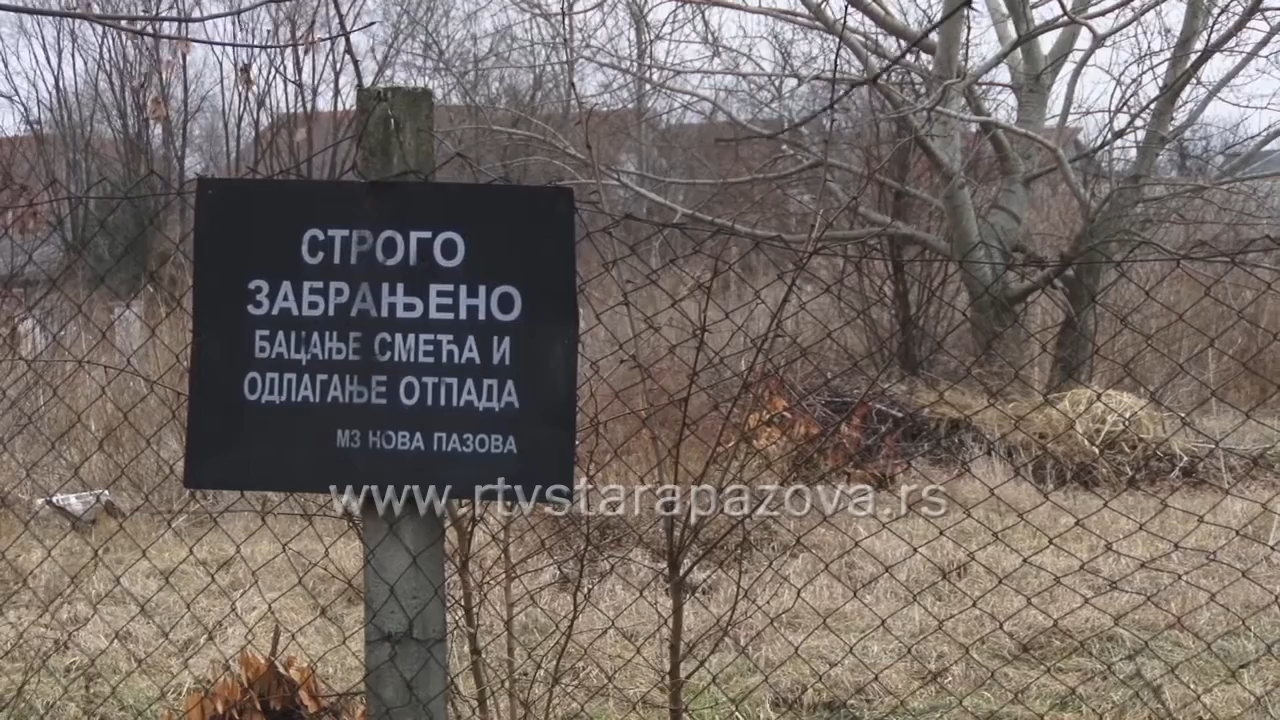 СТРОГО
ЗАБРАЊЕНО
БАЦАЊЕ СМЕЋА И
ОДЛАГАЊЕ ОТПАДА
МЗ НОВА ПАЗОВА
www.rtvstarapazova.rs